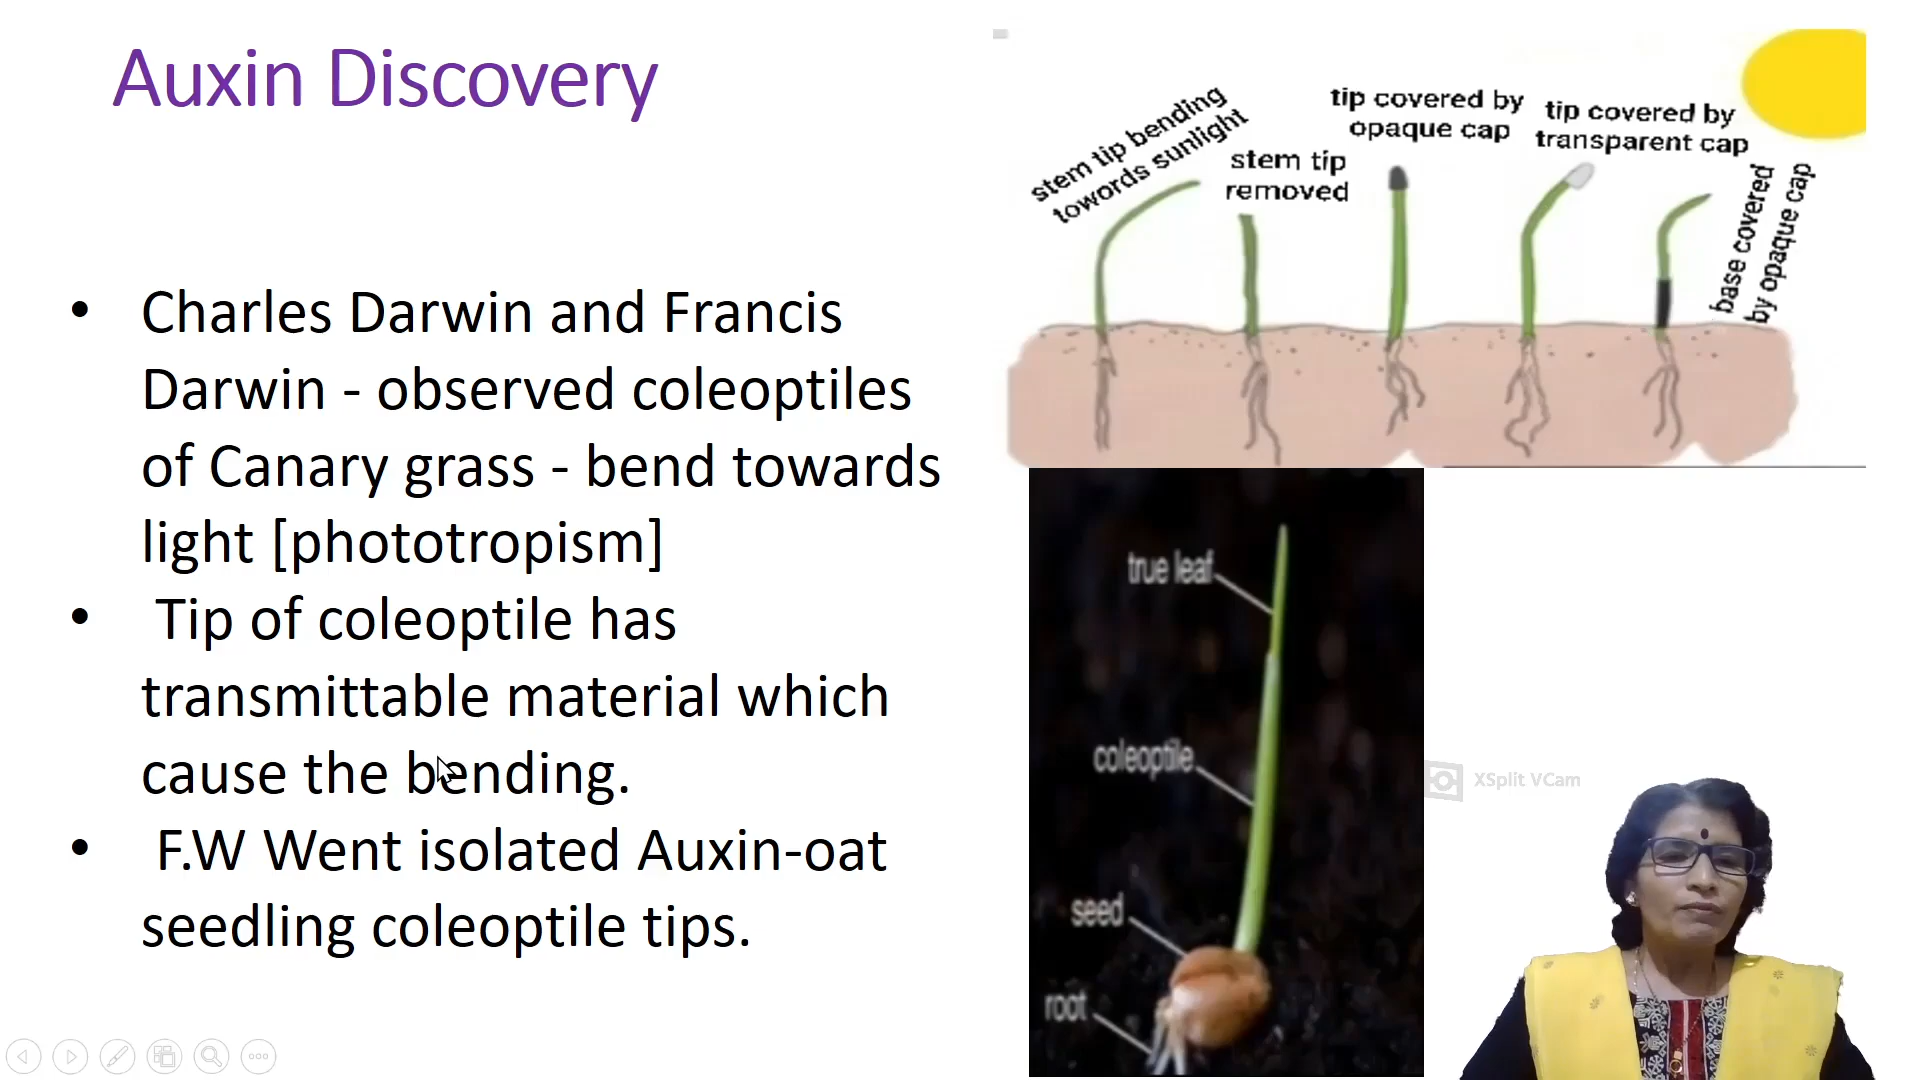 Auxin Discovery
• Charles Darwin and Francis
Darwin - observed coleoptiles
of Canary grass - bend towards
light [phototropism]
• Tip of coleoptile has
transmittable material which
cause the bending.
• F.W Went isolated Auxin-oat
seedling coleoptile tips.
stem tip bending
towords sunlight
stem tip
removed
tip covered by
opaque cap
tip covered by
transparent cap
base covered
by opaque cap
true leaf
coleoptile
seed
root
XSplit VCam